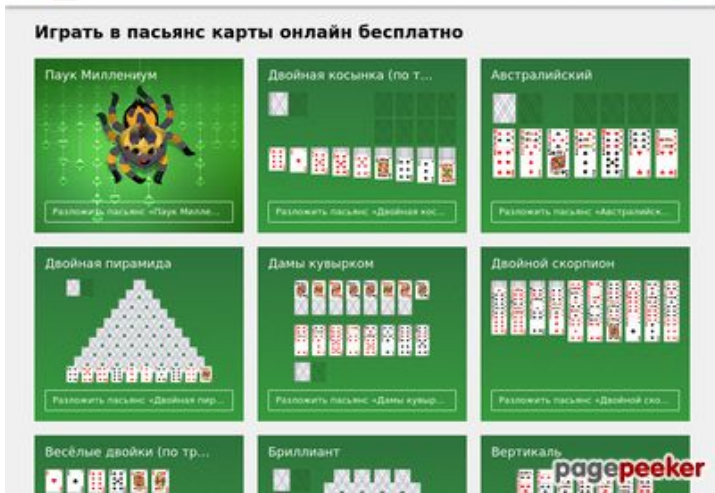 Играть в пасьянс карты онлайн бесплатно
Паук Миллениум
Двойная косынка (по т...
Австралийский
Разложить пасьянс «Паук Милле...
Разложить пасьянс «Двойная кос...
Разложить пасьянс «Австралийск...
Двойная пирамида
Дамы кувырком
Двойной скорпион
Разложить пасьянс «Двойная пир...
Разложить пасьянс «Дамы кувыр...
Разложить пасьянс «Двойной ско...
Весёлые двойки (по тр...
Бриллиант
Вертикаль
pagepeeker